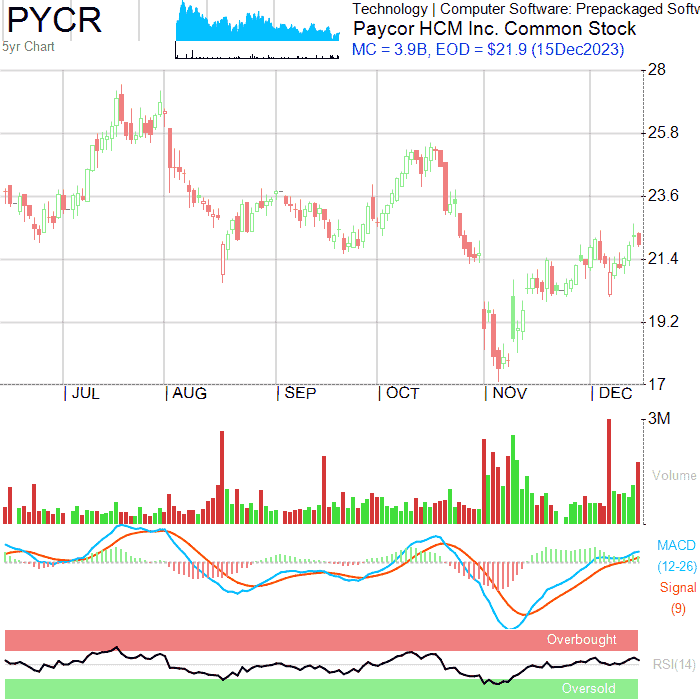 PYCR
5yr Chart
Technology | Computer Software: Prepackaged Softw
Paycor HCM Inc. Common Stock
MC = 3.9B, EOD = $21.9 (15Dec2023)
28
25.8
23.6
21.4
19.2
17
| JUL | AUG | SEP | OCT | NOV | DEC
3M
Volume
MACD
(12-26)
Signal
(9)
Overbought
RSI(14)
Oversold